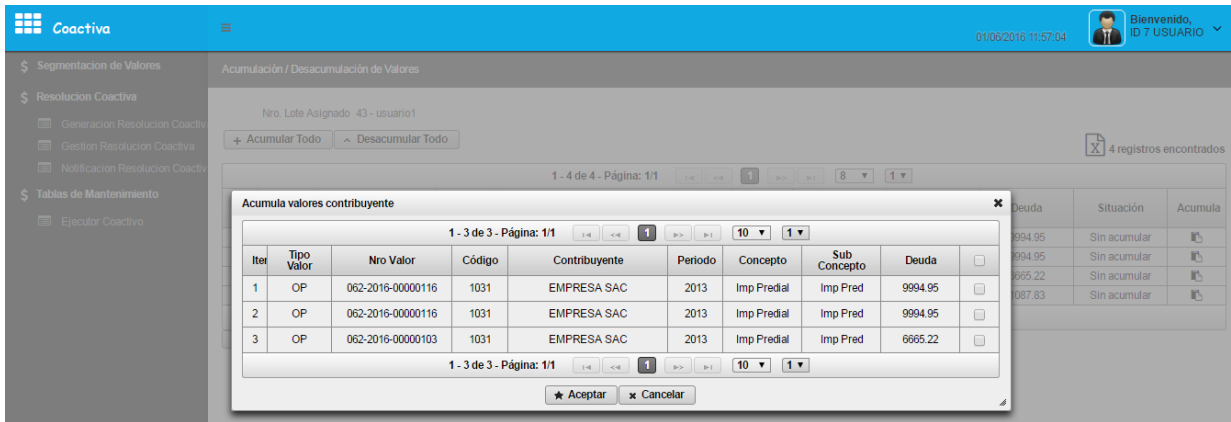 Coactiva
01/06/2016 11:57:04
Bienvenido,
ID 7 USUARIO
$ Segmentacion de Valores
Acumulación / Desacumulación de Valores
$ Resolucion Coactiva
Generacion Resolucion Coactiv
Gestion Resolucion Coactiva
Notificacion Resolucion Coactiv
$ Tablas de Mantenimiento
Ejecutor Coactivo
Nro. Lote Asignado 43 - usuario1
+ Acumular Todo Desacumular Todo
4 registros encontrados
1 - 4 de 4 - Página: 1/1 1 8 1
Deuda Situación Acumula
9994.95 Sin acumular
9994.95 Sin acumular
6665.22 Sin acumular
1087.83 Sin acumular
Acumula valores contribuyente
1 - 3 de 3 - Página: 1/1 1 10 1
Iter Tipo Valor Nro Valor Código Contribuyente Periodo Concepto Sub Concepto Deuda
1 OP 062-2016-00000116 1031 EMPRESA SAC 2013 Imp Predial Imp Pred 9994.95
2 OP 062-2016-00000116 1031 EMPRESA SAC 2013 Imp Predial Imp Pred 9994.95
3 OP 062-2016-00000103 1031 EMPRESA SAC 2013 Imp Predial Imp Pred 6665.22
1 - 3 de 3 - Página: 1/1 1 10 1
Aceptar Cancelar